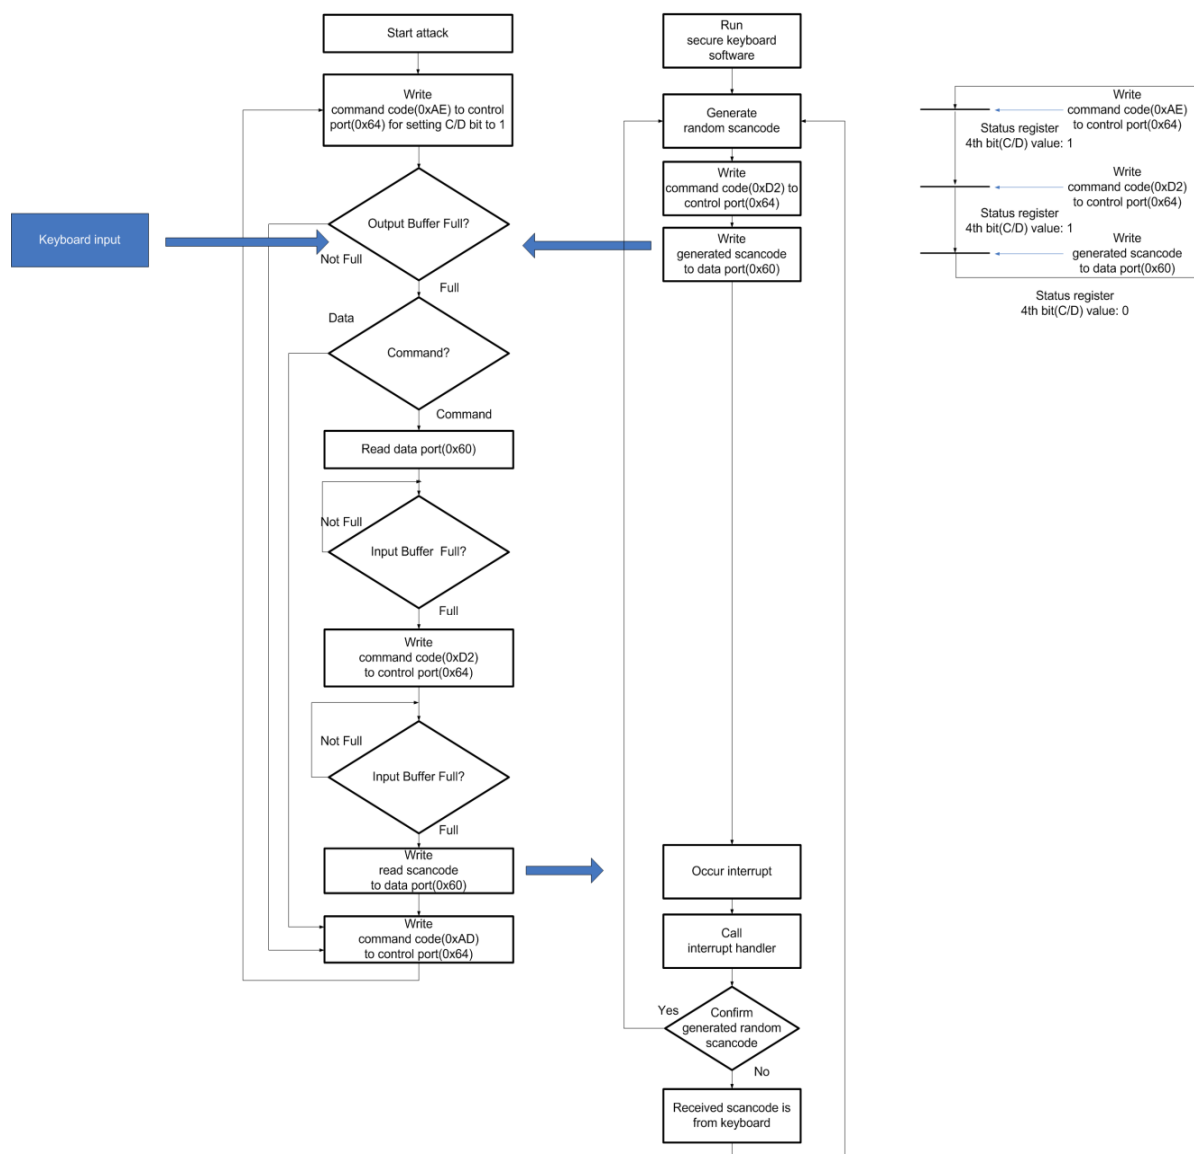 Start attack
Write
command code(0xAE) to control
port(0x64) for setting C/D bit to 1
Output Buffer Full?
Keyboard input
Not Full
Full
Data
Command?
Command
Read data port(0x60)
Not Full
Input Buffer  Full?
Full
Write
command code(0xD2)
to control port(0x64)
Not Full
Input Buffer Full?
Full
Write
read scancode
to data port(0x60)
Write
command code(0xAD)
to control port(0x64)
Run
secure keyboard
software
Generate
random scancode
Write
command code(0xD2) to
control port(0x64)
Write
generated scancode
to data port(0x60)
Occur interrupt
Call
interrupt handler
Yes
Confirm
generated random
scancode
No
Received scancode is
from keyboard
Write
command code(0xAE)
to control port(0x64)
Status register
4th bit(C/D) value: 1
Write
command code(0xD2)
to control port(0x64)
Status register
4th bit(C/D) value: 1
Write
generated scancode
to data port(0x60)
Status register
4th bit(C/D) value: 0